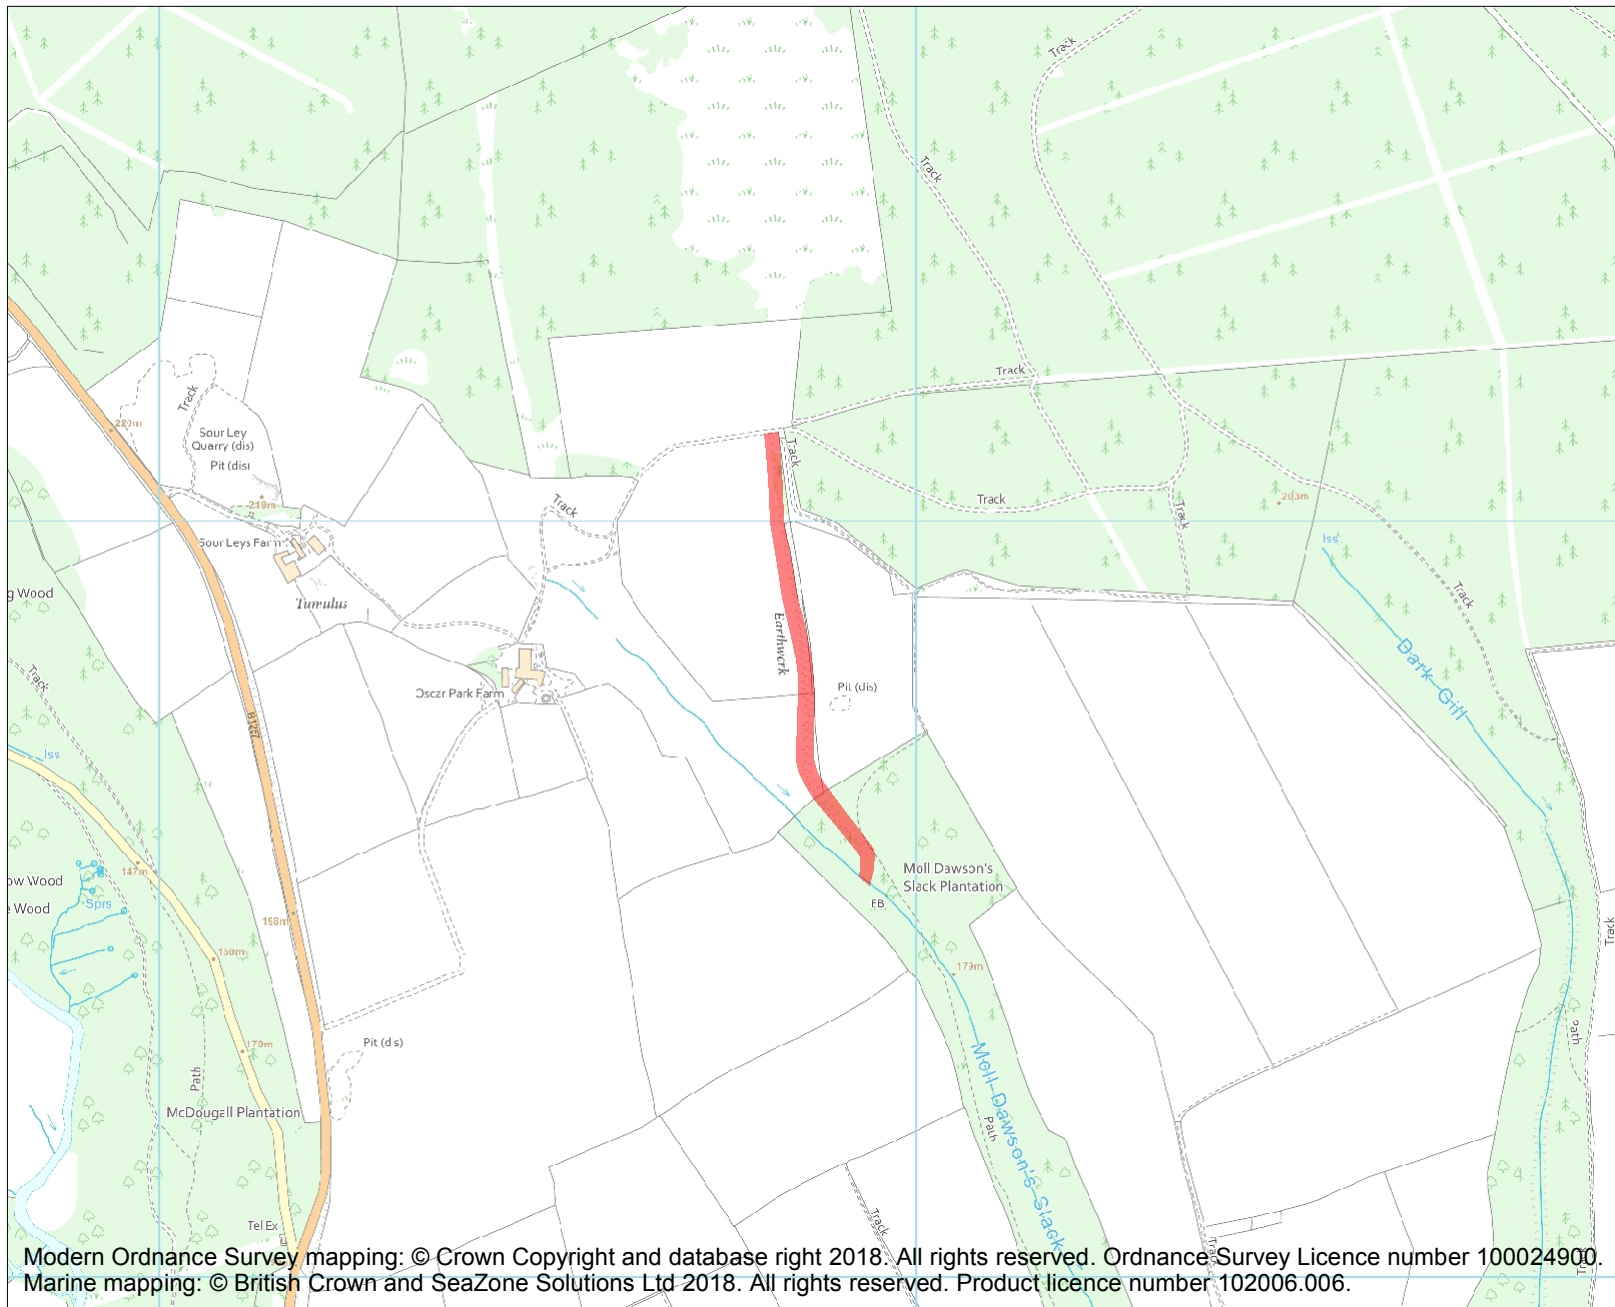 Track
Track
Track
220m
Sour Ley
Quarry (dis)
Pit (dis)
219m
Track
Track
Track
Track
203m
Track
Iss
Sour Leys Farm
Tumulus
g Wood
Track
Earthwork
Track
Dark Gill
Oscar Park Farm
Pit (dis)
B1257
Iss
147m
ow Wood
e Wood
Sprs
198m
150m
Moll Dawson's
Slack Plantation
FB
Track
173m
170m
Pit (dis)
Path
Path
McDougall Plantation
Moll Dawson's Slack
Path
Tel Ex
Track
Track
Modern Ordnance Survey mapping: © Crown Copyright and database right 2018. All rights reserved. Ordnance Survey Licence number 100024900.
Marine mapping: © British Crown and SeaZone Solutions Ltd 2018. All rights reserved. Product licence number 102006.006.